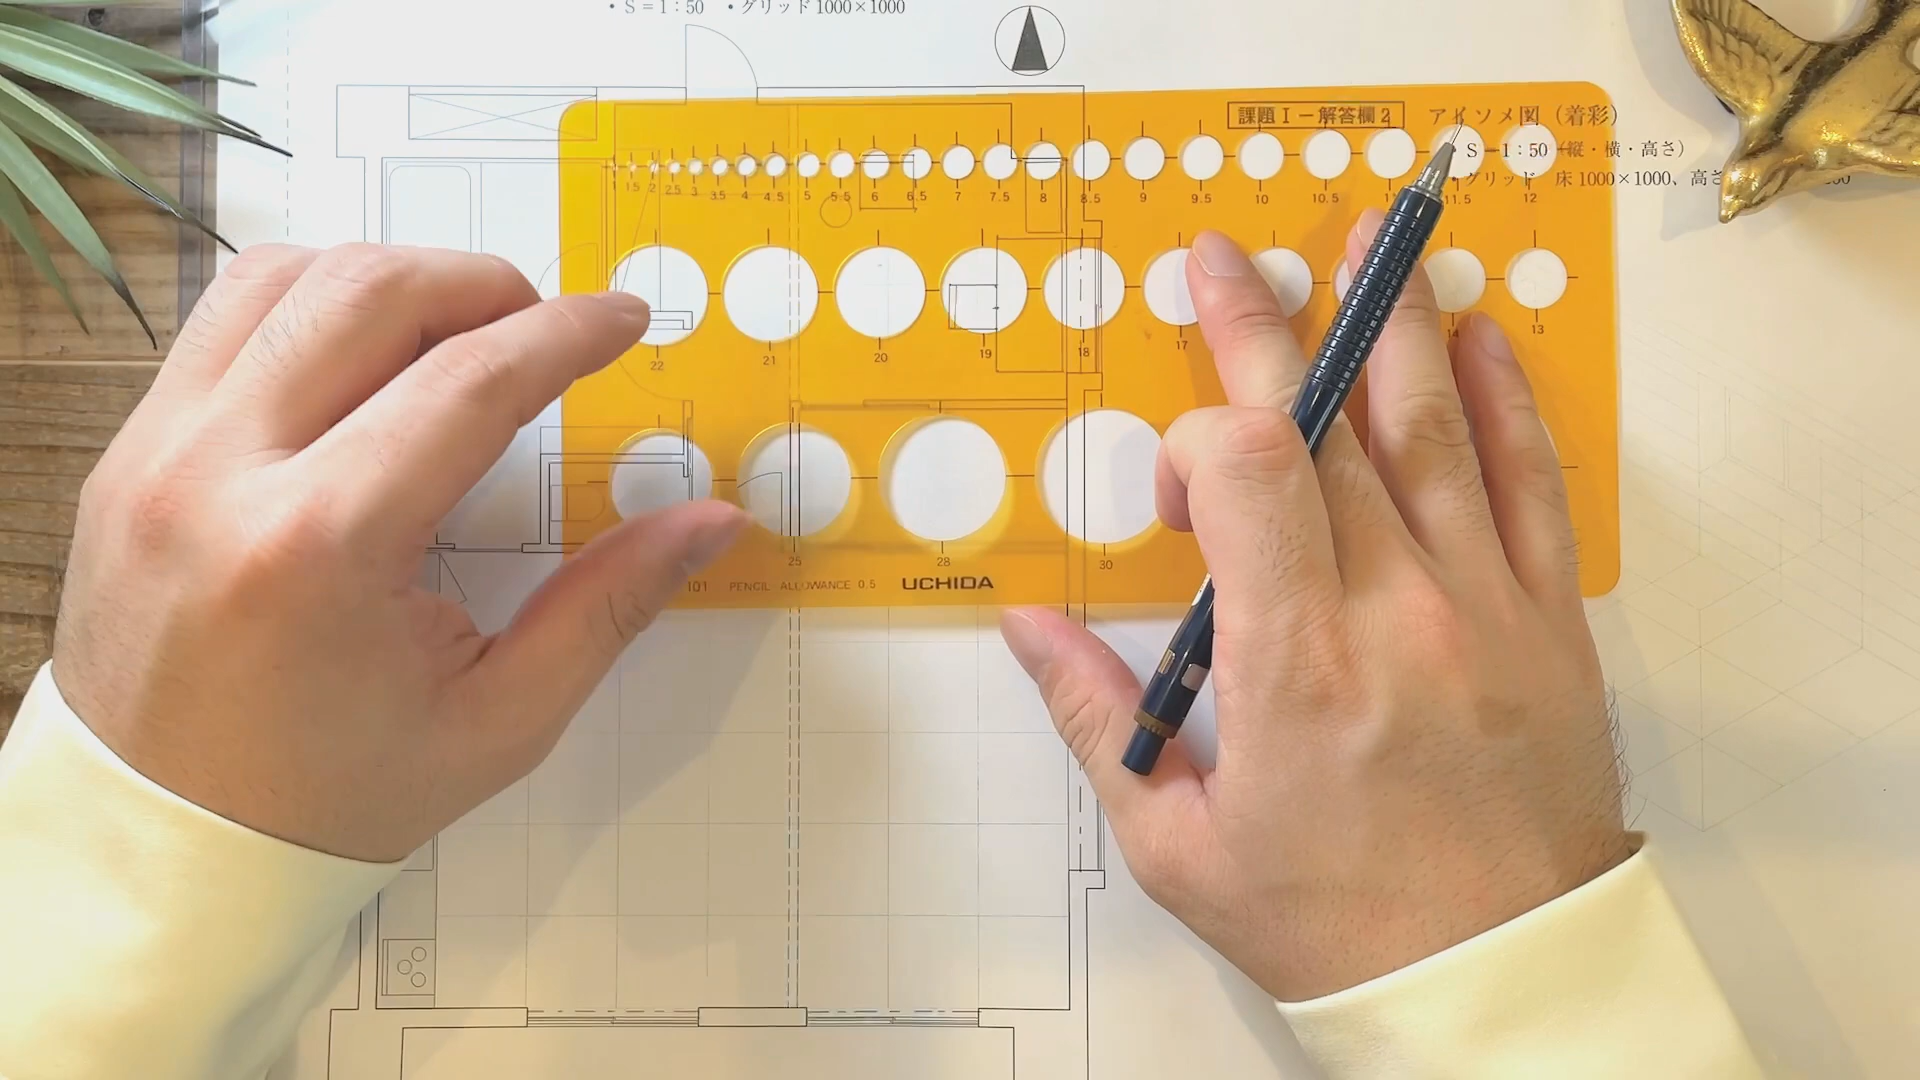 • S = 1：50　• グリッド 1000×1000
課題 I − 解答欄 2　アイソメ図（着彩）
S − 1：50（縦・横・高さ）
グリッド　床 1000×1000、高さ
1 1.5 2 2.5 3 3.5 4 4.5 5 5.5 6 6.5 7 7.5 8 8.5 9 9.5 10 10.5 11 11.5 12
22 21 20 19 18 17 14 13
25 28 30
101 PENCIL ALLOWANCE 0.5 UCHIDA